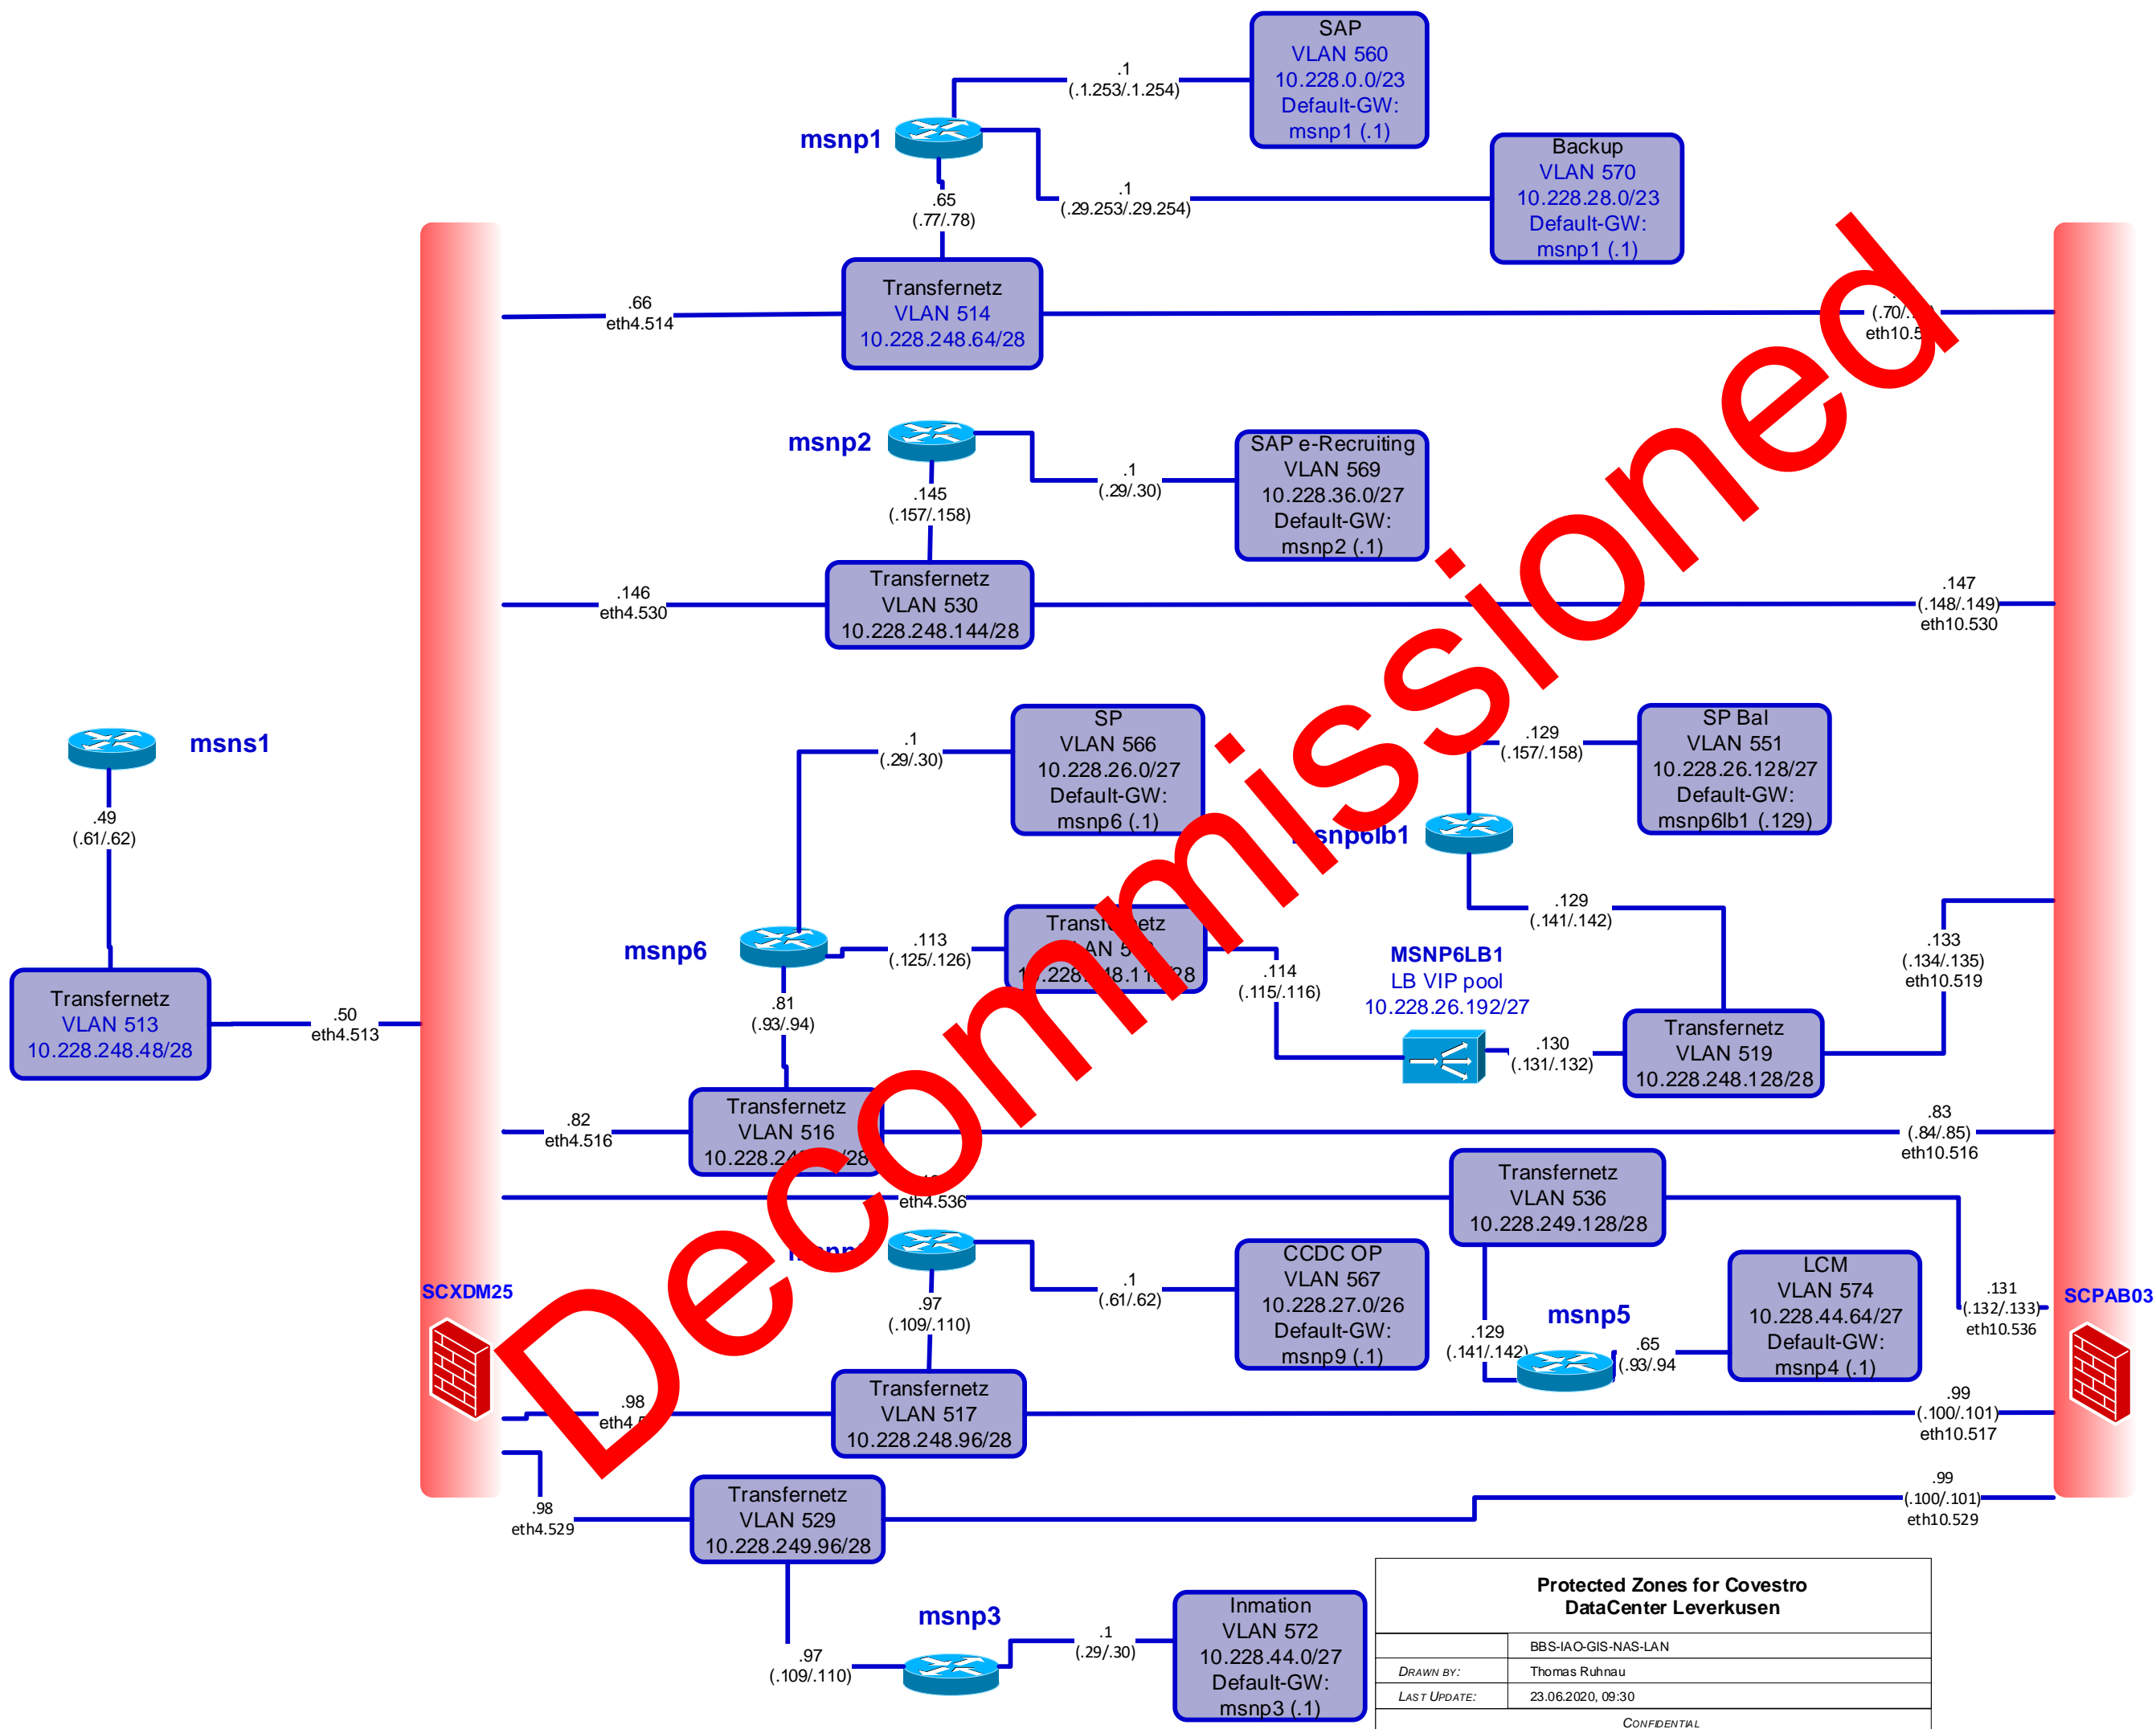 SAP
VLAN 560
10.228.0.0/23
Default-GW:
msnp1 (.1)
.1
(.1.253/.1.254)
msnp1
Backup
VLAN 570
10.228.28.0/23
Default-GW:
msnp1 (.1)
.1
(.29.253/.29.254)
.65
(.77/.78)
Transfernetz
VLAN 514
10.228.248.64/28
.66
eth4.514
msnp2
SAP e-Recruiting
VLAN 569
10.228.36.0/27
Default-GW:
msnp2 (.1)
.1
(.29/.30)
.145
(.157/.158)
Transfernetz
VLAN 530
10.228.248.144/28
.146
eth4.530
.147
(.148/.149)
eth10.530
Decommissioned
msns1
.49
(.61/.62)
Transfernetz
VLAN 513
10.228.248.48/28
.50
eth4.513
SP
VLAN 566
10.228.26.0/27
Default-GW:
msnp6 (.1)
.1
(.29/.30)
SP Bal
VLAN 551
10.228.26.128/27
Default-GW:
msnp6lb1 (.129)
.129
(.157/.158)
.129
(.141/.142)
msnp6
.113
(.125/.126)
Transfernetz
.114
(.115/.116)
MSNP6LB1
LB VIP pool
10.228.26.192/27
.133
(.134/.135)
eth10.519
.130
(.131/.132)
Transfernetz
VLAN 519
10.228.248.128/28
.81
(.93/.94)
Transfernetz
VLAN 516
.82
eth4.516
.83
(.84/.85)
eth10.516
eth4.536
Transfernetz
VLAN 536
10.228.249.128/28
.131
(.132/.133)
eth10.536
CCDC OP
VLAN 567
10.228.27.0/26
Default-GW:
msnp9 (.1)
.1
(.61/.62)
.97
(.109/.110)
LCM
VLAN 574
10.228.44.64/27
Default-GW:
msnp4 (.1)
msnp5
.129
(.141/.142)
.65
(.93/.94
SCXDM25
SCPAB03
Transfernetz
VLAN 517
10.228.248.96/28
.98
.99
(.100/.101)
eth10.517
Transfernetz
VLAN 529
10.228.249.96/28
.98
eth4.529
.99
(.100/.101)
eth10.529
msnp3
.97
(.109/.110)
.1
(.29/.30)
Inmation
VLAN 572
10.228.44.0/27
Default-GW:
msnp3 (.1)
Protected Zones for Covestro
DataCenter Leverkusen
BBS-IAO-GIS-NAS-LAN
DRAWN BY: Thomas Ruhnau
LAST UPDATE: 23.06.2020, 09:30
CONFIDENTIAL